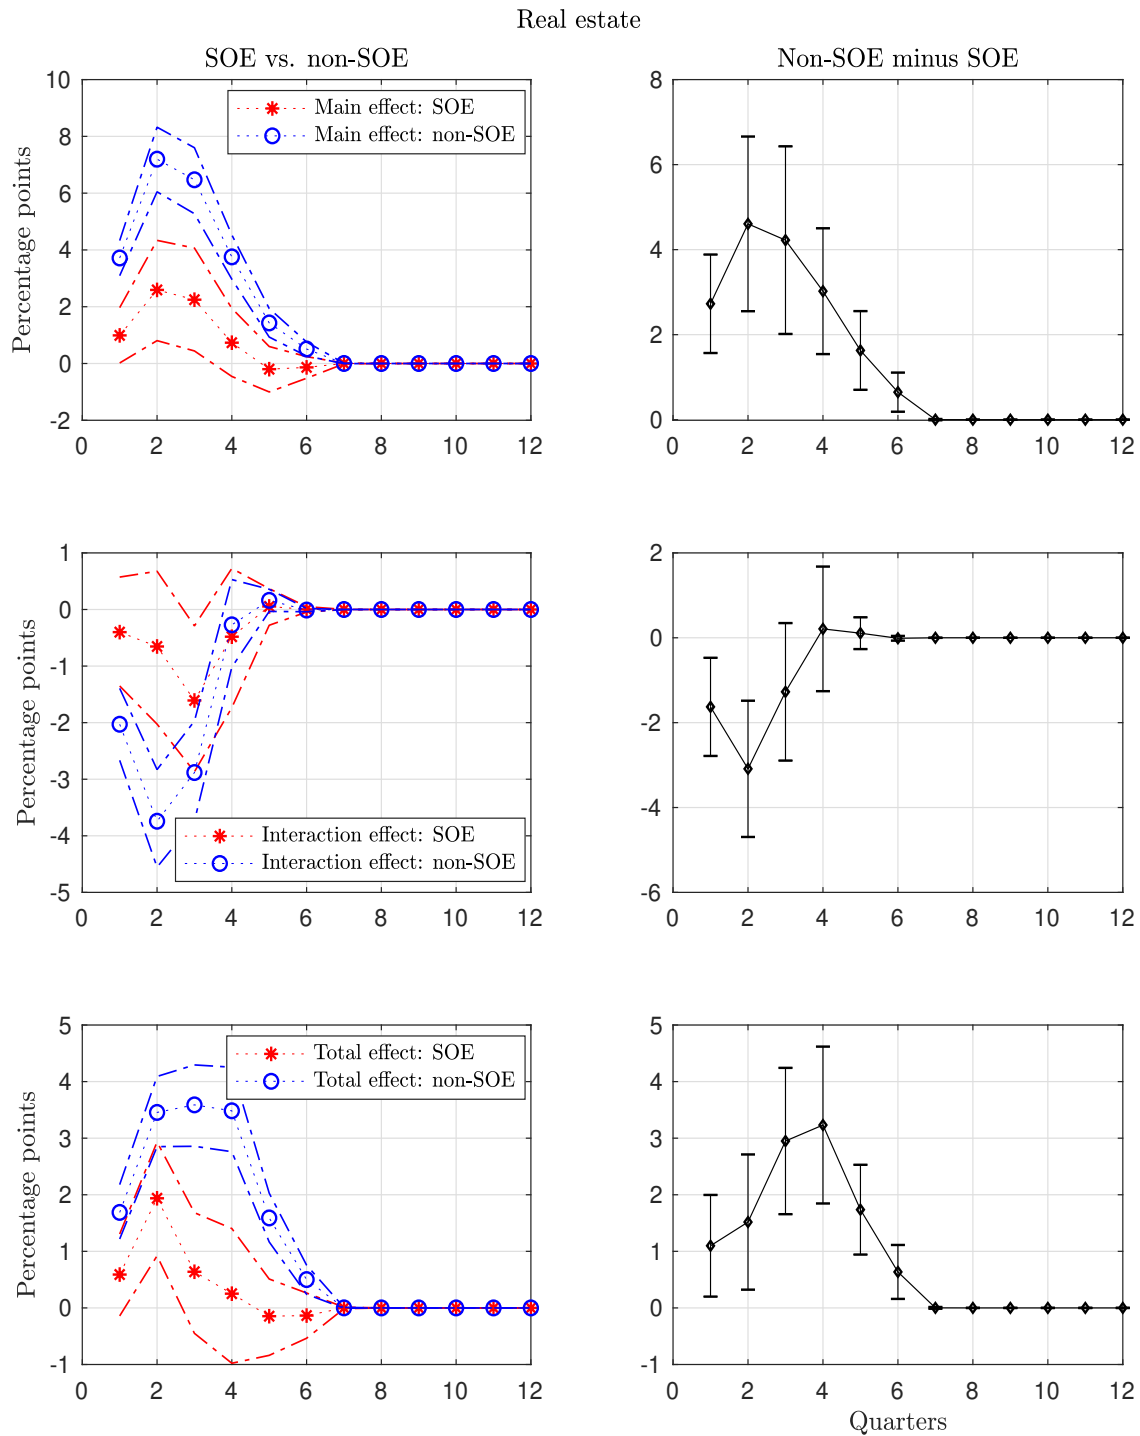 Real estate
SOE vs. non-SOE
Non-SOE minus SOE
Percentage points
10
8
6
4
2
0
-2
Main effect: SOE
Main effect: non-SOE
0 2 4 6 8 10 12
8
6
4
2
0
0 2 4 6 8 10 12
Percentage points
1
0
-1
-2
-3
-4
-5
Interaction effect: SOE
Interaction effect: non-SOE
0 2 4 6 8 10 12
2
0
-2
-4
-6
0 2 4 6 8 10 12
Percentage points
5
4
3
2
1
0
-1
Total effect: SOE
Total effect: non-SOE
0 2 4 6 8 10 12
5
4
3
2
1
0
-1
0 2 4 6 8 10 12
Quarters